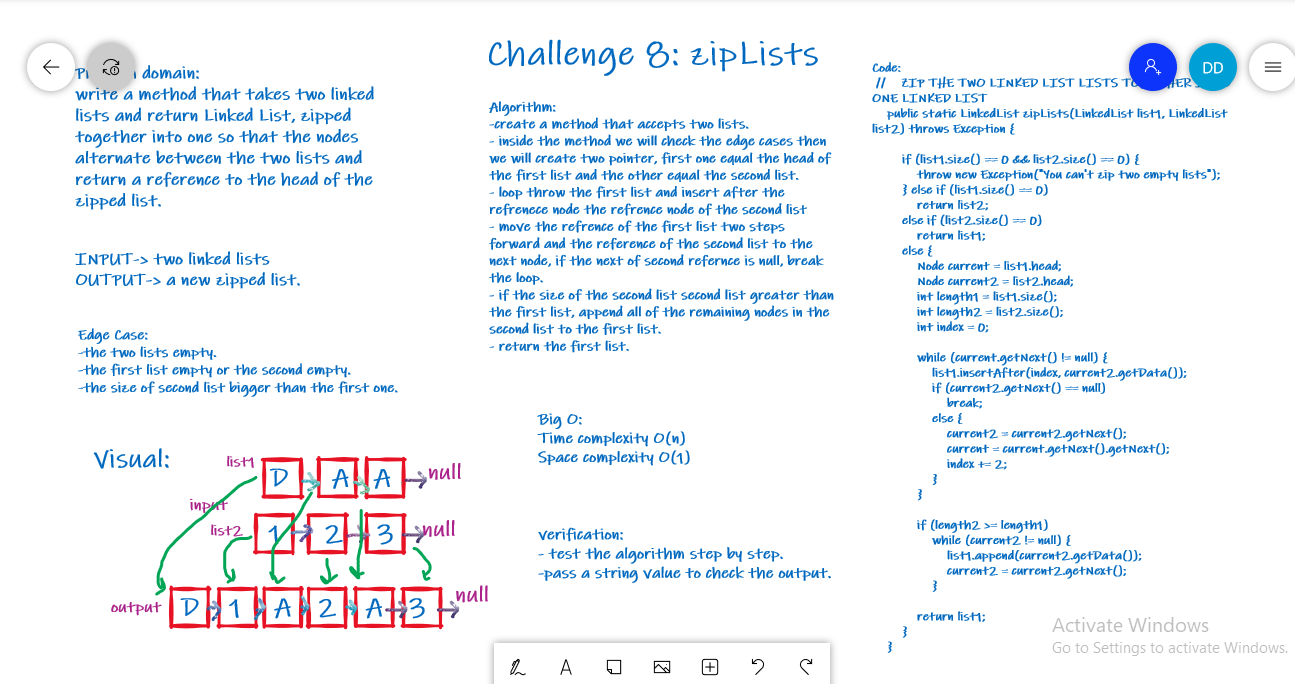 Challenge 8: zipLists
domain:
write a method that takes two linked
lists and return Linked List, zipped
together into one so that the nodes
alternate between the two lists and
return a reference to the head of the
zipped list.
INPUT-> two linked lists
OUTPUT-> a new zipped list.
Edge Case:
-the two lists empty.
-the first list empty or the second empty.
-the size of second list bigger than the first one.
Visual:
list1
D A A null
input
list2
1 2 3 null
output
D 1 A 2 A 3 null
Algorithm:
-create a method that accepts two lists.
- inside the method we will check the edge cases then
we will create two pointer, first one equal the head of
the first list and the other equal the second list.
- loop throw the first list and insert after the
refrenece node the refrence node of the second list
- move the refrence of the first list two steps
forward and the reference of the second list to the
next node, if the next of second refernce is null, break
the loop.
- if the size of the second list second list greater than
the first list, append all of the remaining nodes in the
second list to the first list.
- return the first list.
Big O:
Time complexity O(n)
Space complexity O(1)
verification:
- test the algorithm step by step.
-pass a string value to check the output.
Code:
// ZIP THE TWO LINKED LIST LISTS
ONE LINKED LIST
public static LinkedList zipLists(LinkedList list1, LinkedList
list2) throws Exception {
if (list1.size() == 0 && list2.size() == 0) {
throw new Exception("You can't zip two empty lists");
} else if (list1.size() == 0)
return list2;
else if (list2.size() == 0)
return list1;
else {
Node current = list1.head;
Node current2 = list2.head;
int length1 = list1.size();
int length2 = list2.size();
int index = 0;
while (current.getNext() != null) {
list1.insertAfter(index, current2.getData());
if (current2.getNext() == null)
break;
else {
current2 = current2.getNext();
current = current.getNext().getNext();
index += 2;
}
}
if (length2 >= length1)
while (current2 != null) {
list1.append(current2.getData());
current2 = current2.getNext();
}
return list1;
}
}
DD
A
Activate Windows
Go to Settings to activate Windows.